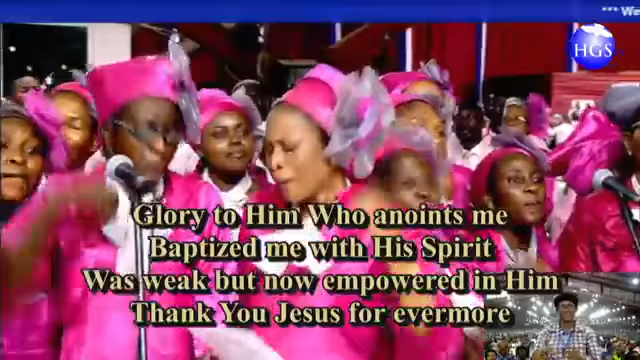 HGS
Glory to Him Who anoints me
Baptized me with His Spirit
Was weak but now empowered in Him
Thank You Jesus for evermore